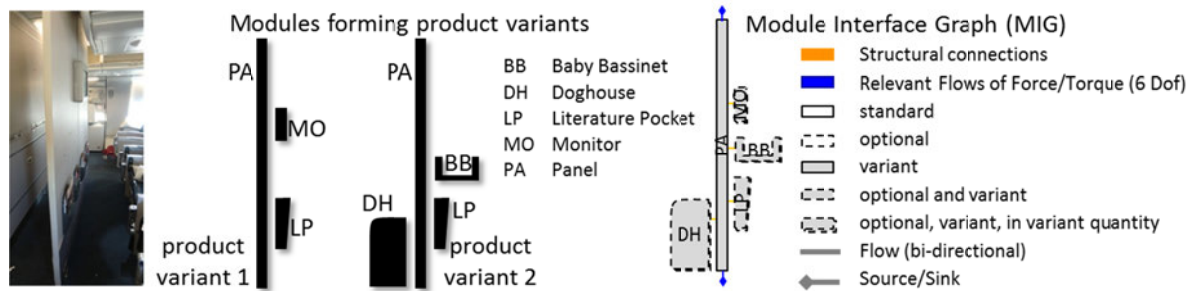 Modules forming product variants
PA
MO
LP
product
variant 1
PA
BB
DH
LP
product
variant 2
BB Baby Bassinet
DH Doghouse
LP Literature Pocket
MO Monitor
PA Panel
MO
PA
BB
LP
DH
Module Interface Graph (MIG)
Structural connections
Relevant Flows of Force/Torque (6 Dof)
standard
optional
variant
optional and variant
optional, variant, in variant quantity
Flow (bi-directional)
Source/Sink